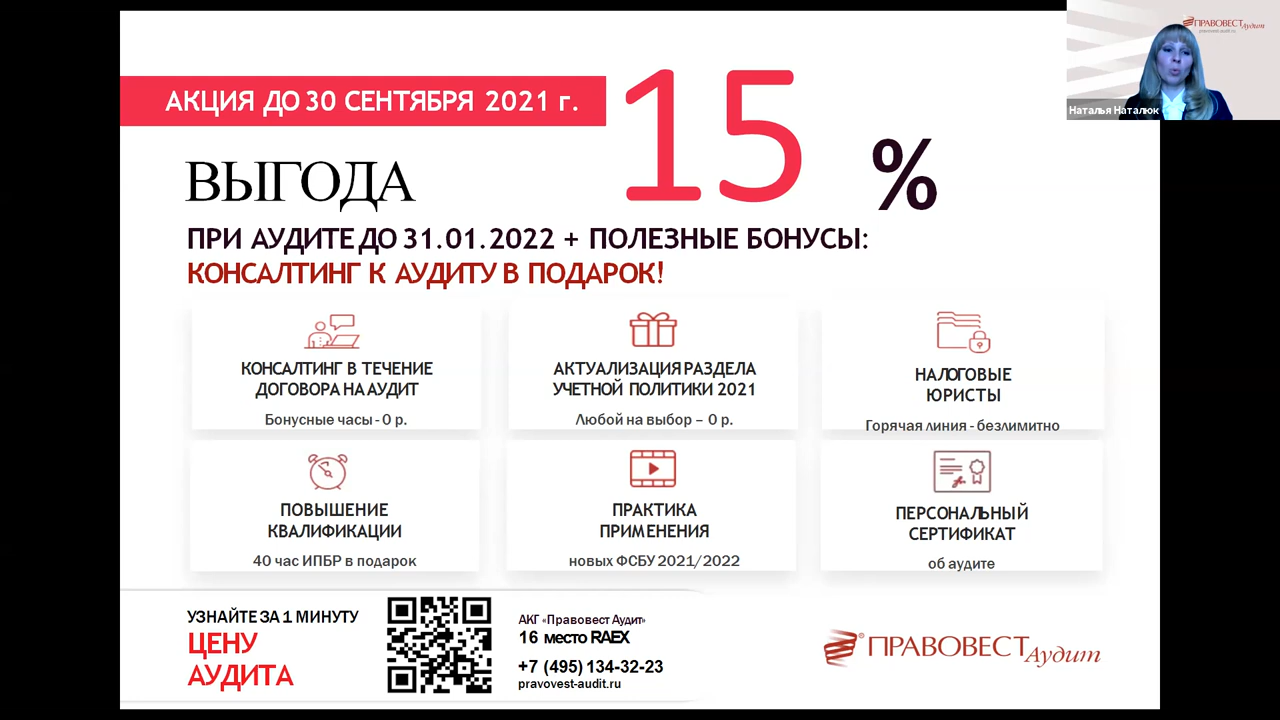 АКЦИЯ ДО 30 СЕНТЯБРЯ 2021 г.
15 %
ВЫГОДА
ПРИ АУДИТЕ ДО 31.01.2022 + ПОЛЕЗНЫЕ БОНУСЫ:
КОНСАЛТИНГ К АУДИТУ В ПОДАРОК!
КОНСАЛТИНГ В ТЕЧЕНИЕ
ДОГОВОРА НА АУДИТ
Бонусные часы - 0 р.
АКТУАЛИЗАЦИЯ РАЗДЕЛА
УЧЕТНОЙ ПОЛИТИКИ 2021
Любой на выбор – 0 р.
НАЛОГОВЫЕ
ЮРИСТЫ
Горячая линия - безлимитно
ПОВЫШЕНИЕ
КВАЛИФИКАЦИИ
40 час ИПБР в подарок
ПРАКТИКА
ПРИМЕНЕНИЯ
новых ФСБУ 2021/2022
ПЕРСОНАЛЬНЫЙ
СЕРТИФИКАТ
об аудите
УЗНАЙТЕ ЗА 1 МИНУТУ
ЦЕНУ
АУДИТА
АКГ «Правовест Аудит»
16 место RAEX
+7 (495) 134-32-23
pravovest-audit.ru
ПРАВОВЕСТ Аудит
ПРАВОВЕСТ Аудит
pravovest-audit.ru
Наталья Наталюк